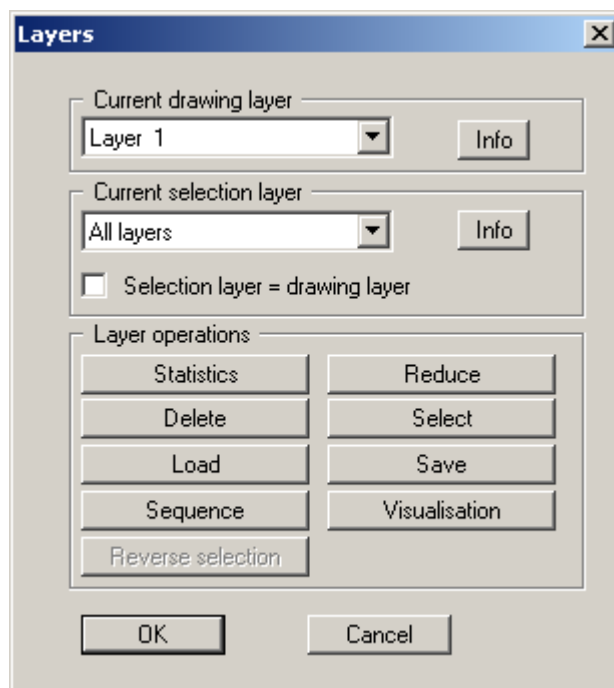 Layers
Current drawing layer
Layer 1
Info
Current selection layer
All layers
Info
Selection layer = drawing layer
Layer operations
Statistics Reduce
Delete Select
Load Save
Sequence Visualisation
Reverse selection
OK Cancel